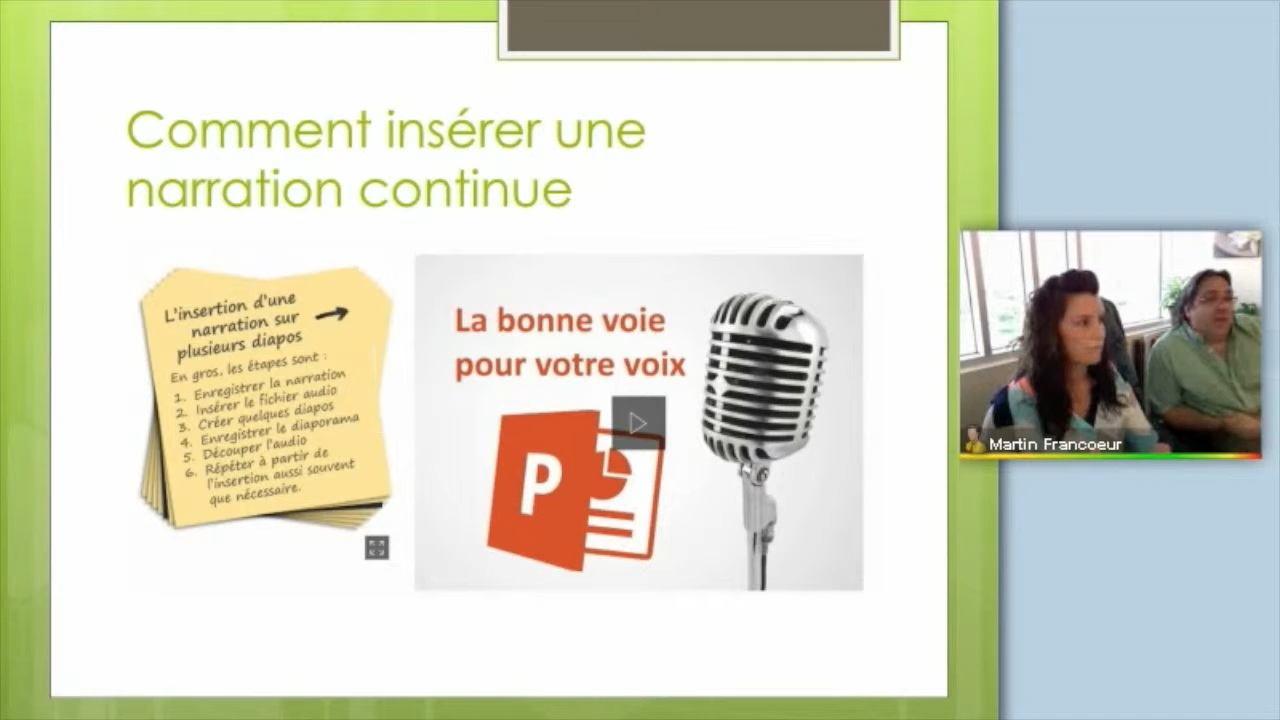 Comment insérer une
narration continue
L'insertion d'une
narration sur
plusieurs diapos
En gros, les étapes sont :
1. Enregistrer la narration
2. Insérer le fichier audio
3. Créer quelques diapos
4. Enregistrer le diaporama
5. Découper l'audio
6. Répéter à partir de
l'insertion aussi souvent
que nécessaire.
La bonne voie
pour votre voix
P
Martin Francoeur